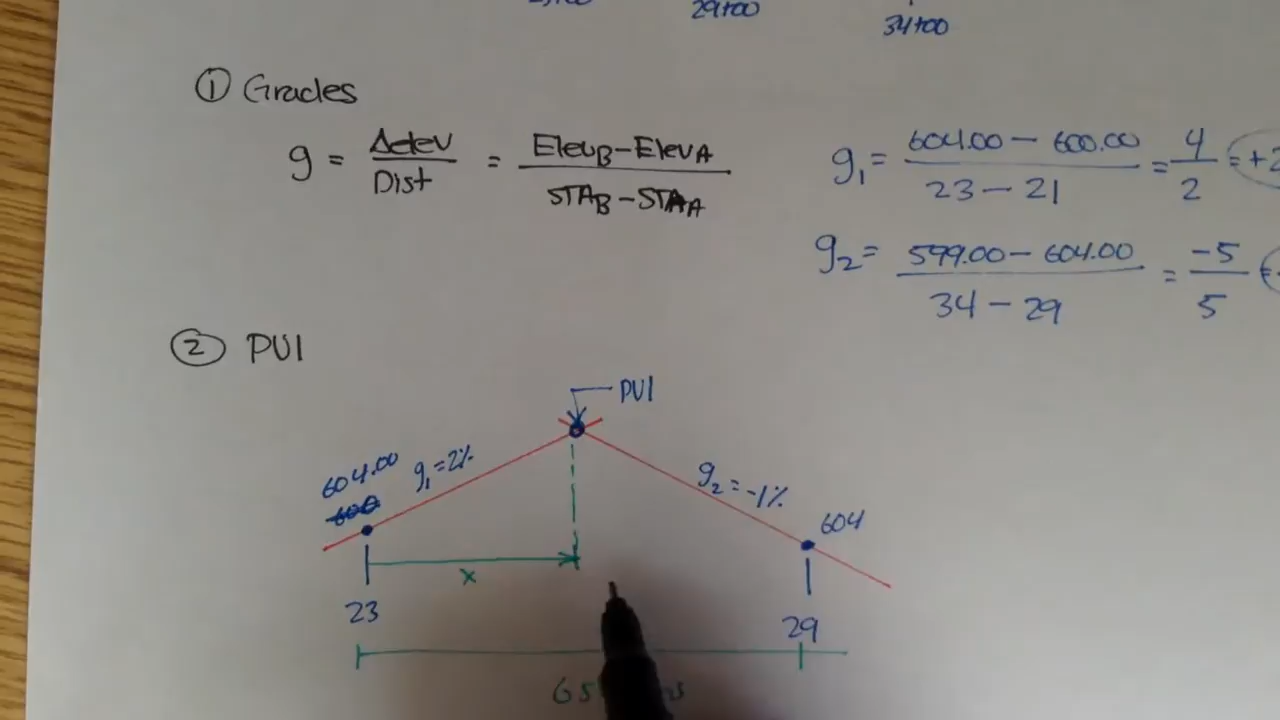 29+00
34+00
① Grades
g = Δelev / Dist = ElevB - ElevA / STAB - STAA
g1 = 604.00 - 600.00 / 23 - 21 = 4 / 2 = +2
g2 = 599.00 - 604.00 / 34 - 29 = -5 / 5 =
② PVI
PVI
604.00
g1 = 2%
600
g2 = -1%
604
x
23
29
6